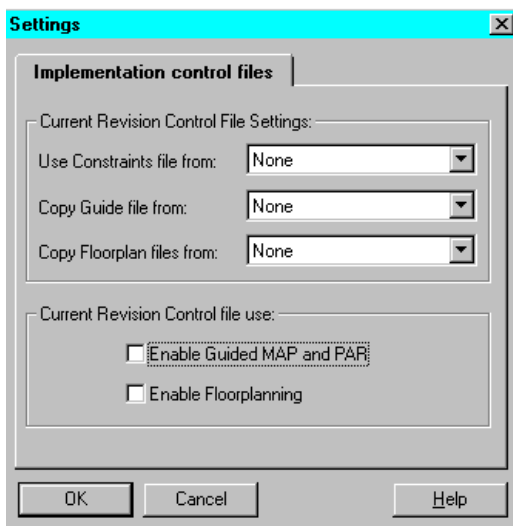 Settings
Implementation control files
Current Revision Control File Settings:
Use Constraints file from: None
Copy Guide file from: None
Copy Floorplan files from: None
Current Revision Control file use:
Enable Guided MAP and PAR
Enable Floorplanning
OK Cancel Help